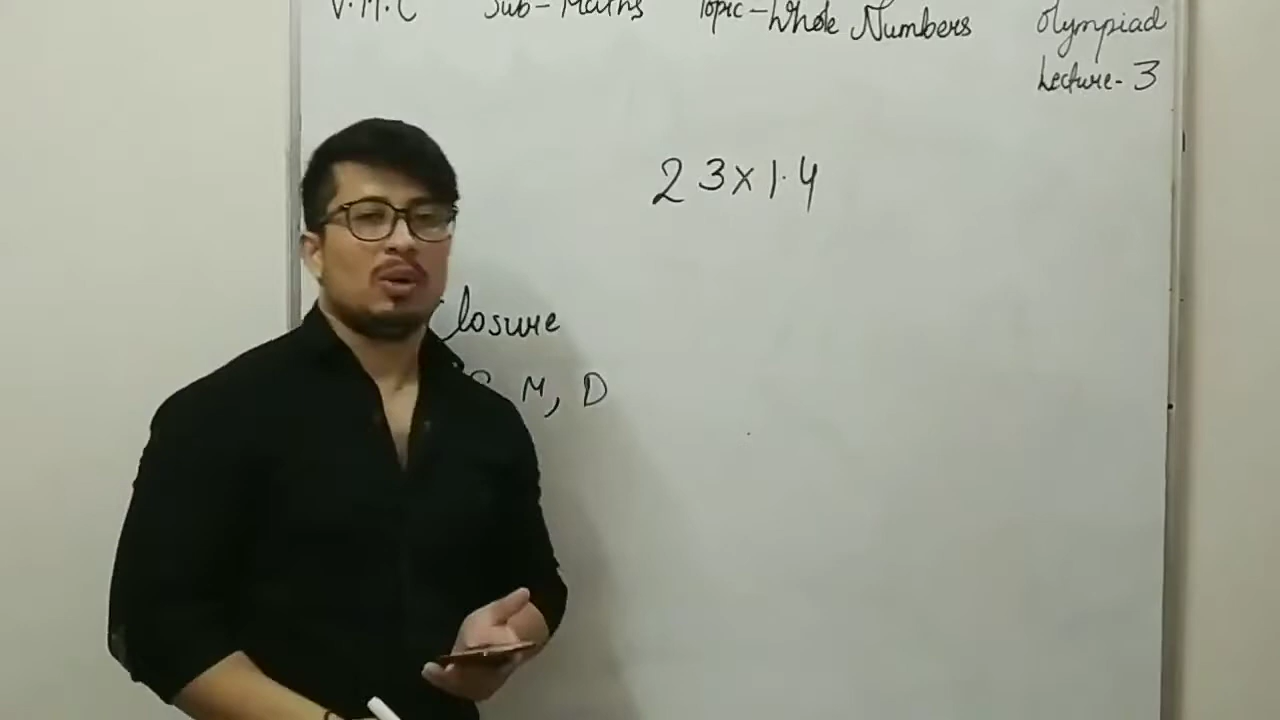 V.M.C Sub-Maths Topic-Whole Numbers Olympiad
Lecture-3
23x1.4
Closure
M, D